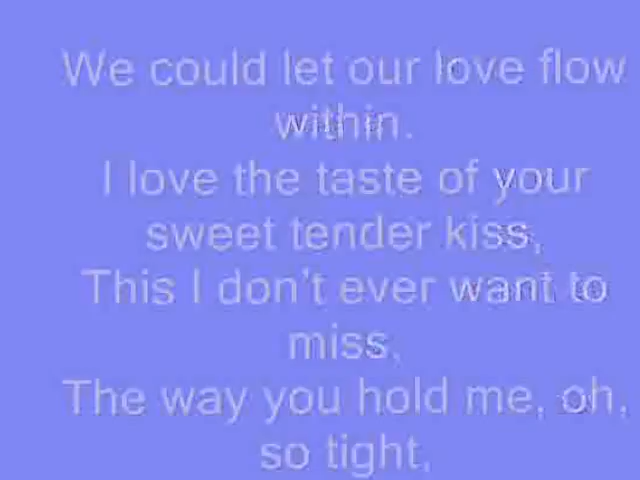 We could let our love flow
within.
I love the taste of your
sweet tender kiss,
This I don't ever want to
miss,
The way you hold me, oh,
so tight,